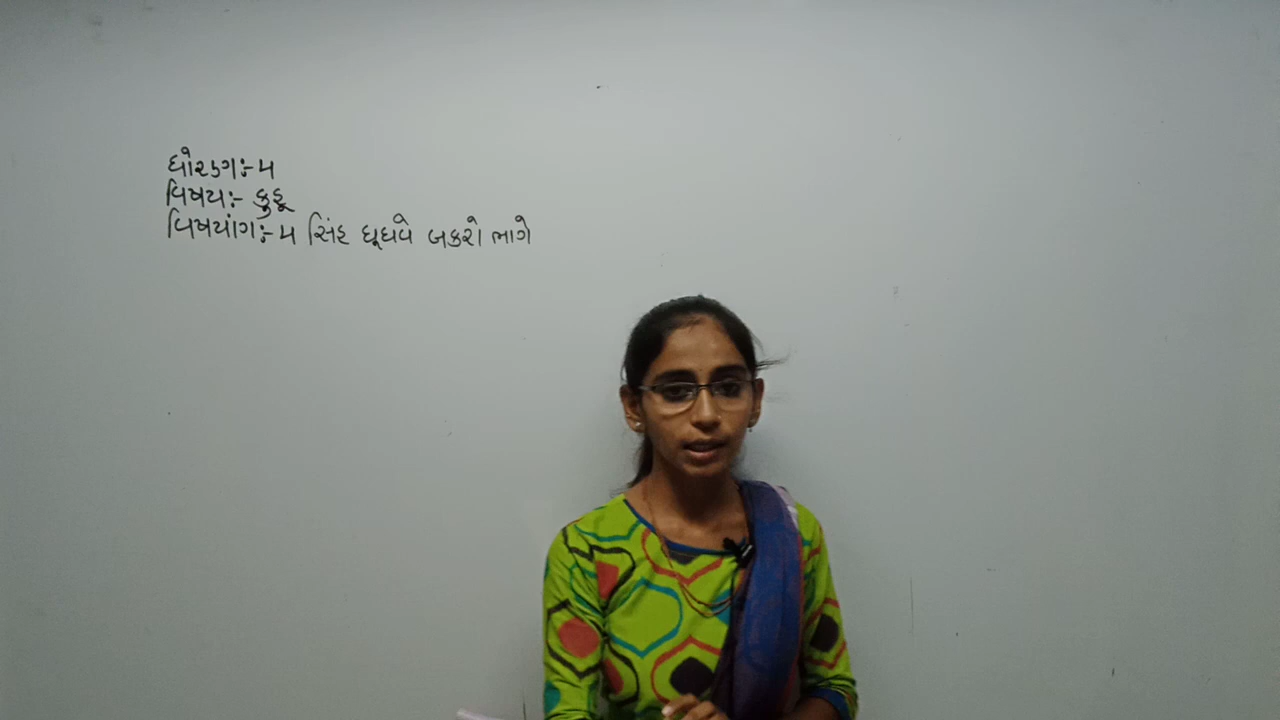 ધોરણ:- ૫
વિષય:- કુહૂ
વિષયાંગ:- ૫ સિંહ ઘૂઘવે બકરો ભાગે